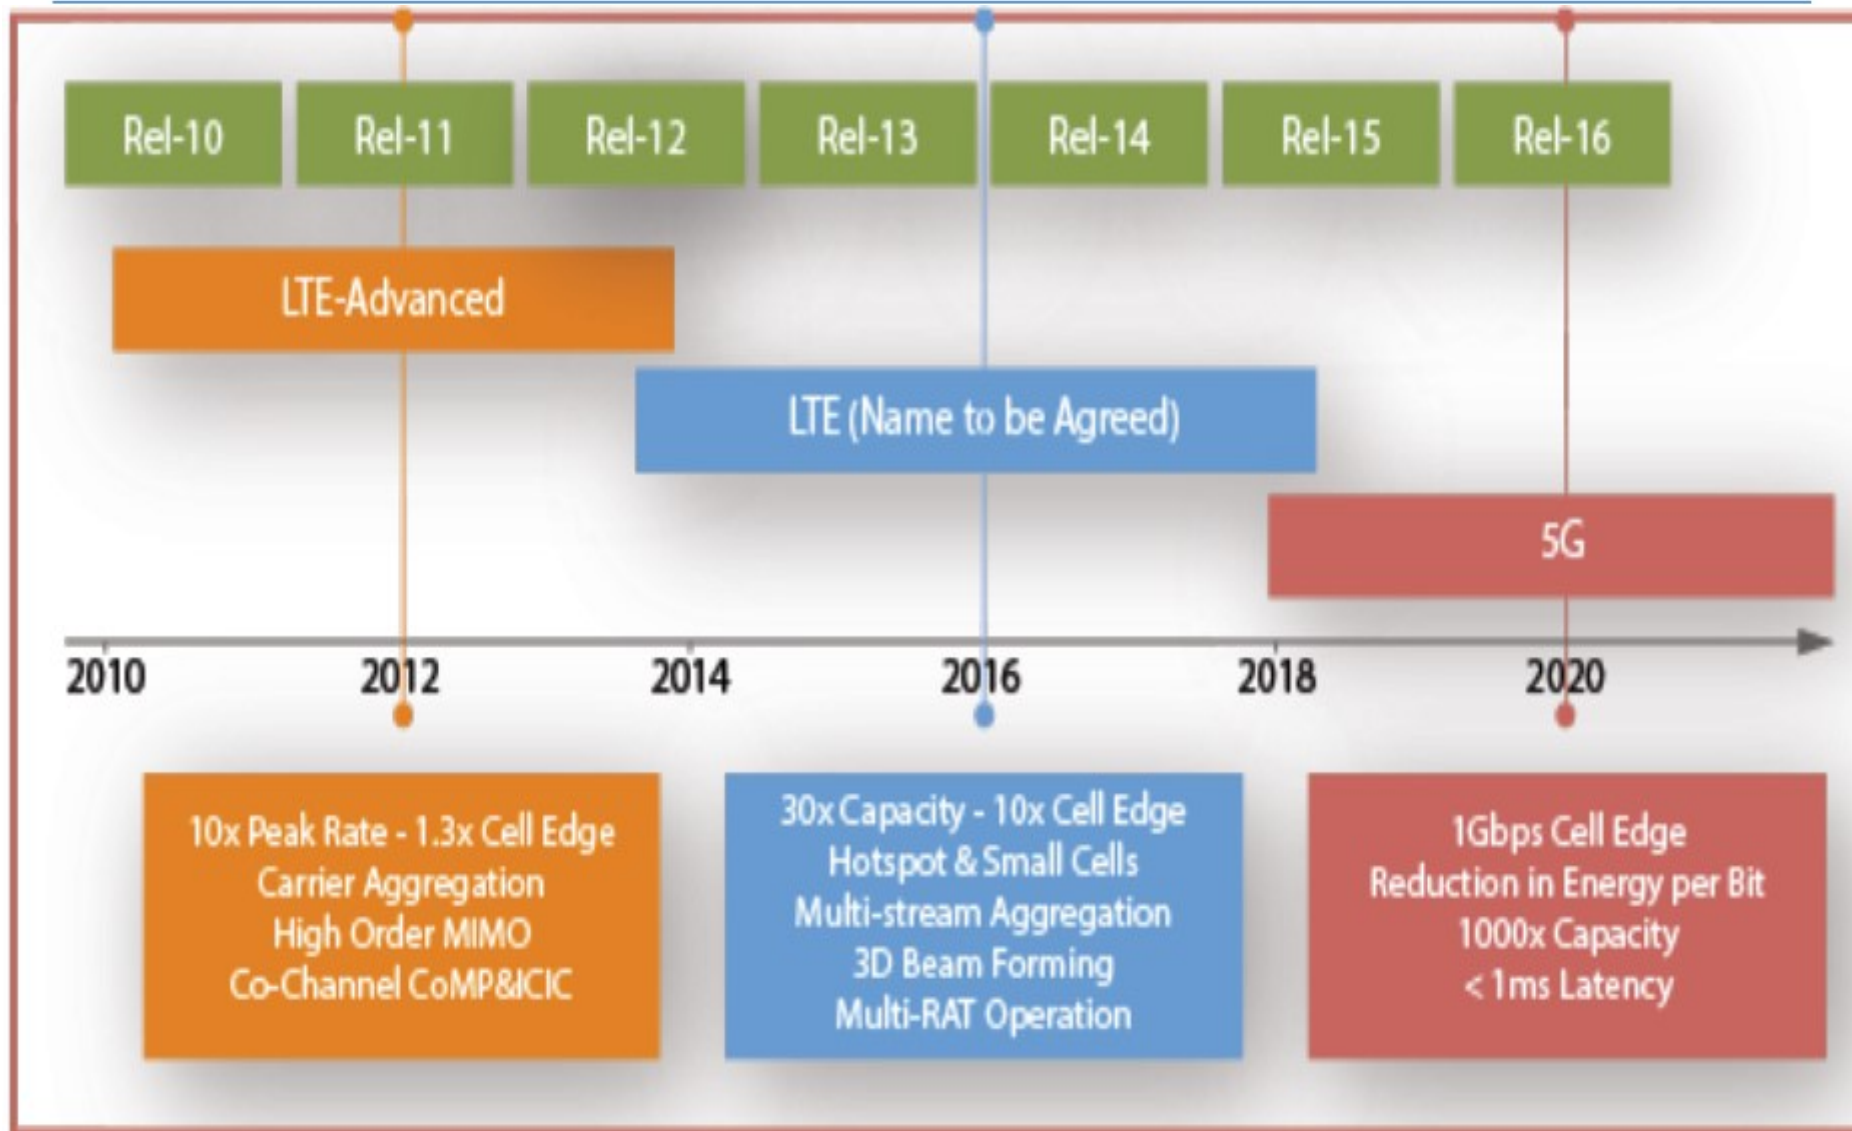 Rel-10
Rel-11
Rel-12
Rel-13
Rel-14
Rel-15
Rel-16
LTE-Advanced
LTE (Name to be Agreed)
5G
2010
2012
2014
2016
2018
2020
10x Peak Rate - 1.3x Cell Edge
Carrier Aggregation
High Order MIMO
Co-Channel CoMP&ICIC
30x Capacity - 10x Cell Edge
Hotspot & Small Cells
Multi-stream Aggregation
3D Beam Forming
Multi-RAT Operation
1Gbps Cell Edge
Reduction in Energy per Bit
1000x Capacity
< 1ms Latency